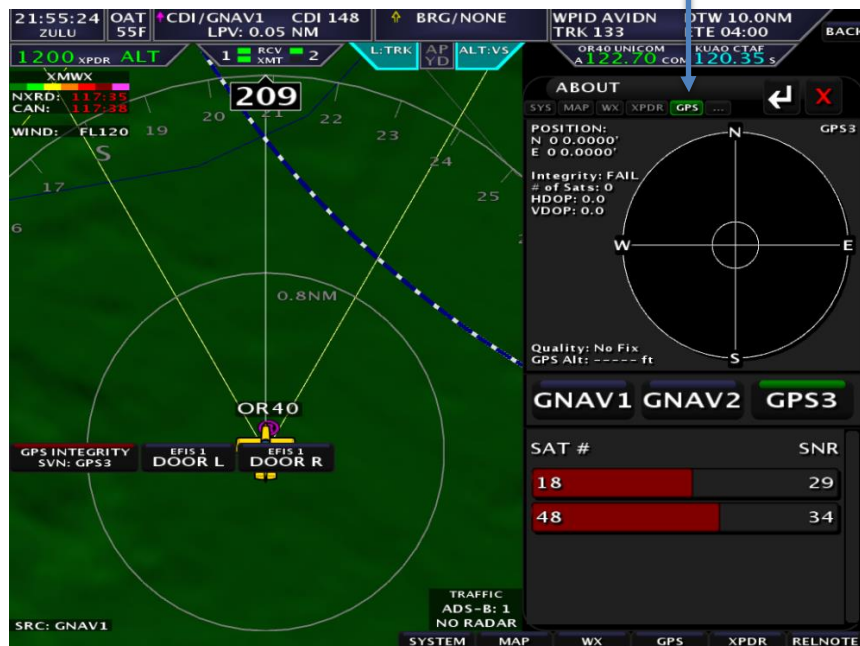 21:55:24
ZULU
OAT
55F
CDI/GNAV1 CDI 148
LPV: 0.05 NM
BRG/NONE
WPID AVIDN DTW 10.0NM
TRK 133 ETE 04:00
BACK
1200 XPDR ALT
1 RCV XMT 2
L:TRK
AP
YD
ALT:VS
OR40 UNICOM
A 122.70 COM
KUAO CTAF
120.35 S
XMWX
NXRD: 117:35
CAN: 117:38
WIND: FL120
209
17
S
19
20
21
22
23
24
25
6
0.8NM
OR40
GPS INTEGRITY
SVN: GPS3
EFIS 1
DOOR L
EFIS 1
DOOR R
TRAFFIC
ADS-B: 1
NO RADAR
SRC: GNAV1
ABOUT
X
SYS MAP WX XPDR GPS ...
POSITION:
N 0 0.0000'
E 0 0.0000'
GPS3
Integrity: FAIL
# of Sats: 0
HDOP: 0.0
VDOP: 0.0
N
W
E
S
Quality: No Fix
GPS Alt: ----- ft
GNAV1 GNAV2 GPS3
SAT # SNR
18 29
48 34
SYSTEM MAP WX GPS XPDR RELNOTE